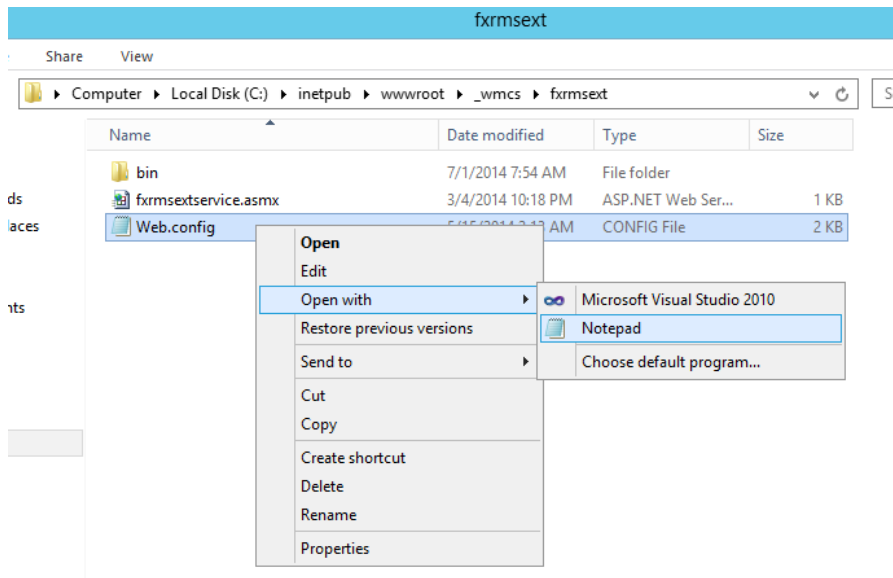 fxrmsext
Share View
Computer Local Disk (C:) inetpub wwwroot _wmcs fxrmsext
Name Date modified Type Size
bin 7/1/2014 7:54 AM File folder
ds fxrmsextservice.asmx 3/4/2014 10:18 PM ASP.NET Web Ser... 1 KB
laces Web.config AM CONFIG File 2 KB
Open
Edit
nts Open with Microsoft Visual Studio 2010
Restore previous versions Notepad
Send to Choose default program...
Cut
Copy
Create shortcut
Delete
Rename
Properties